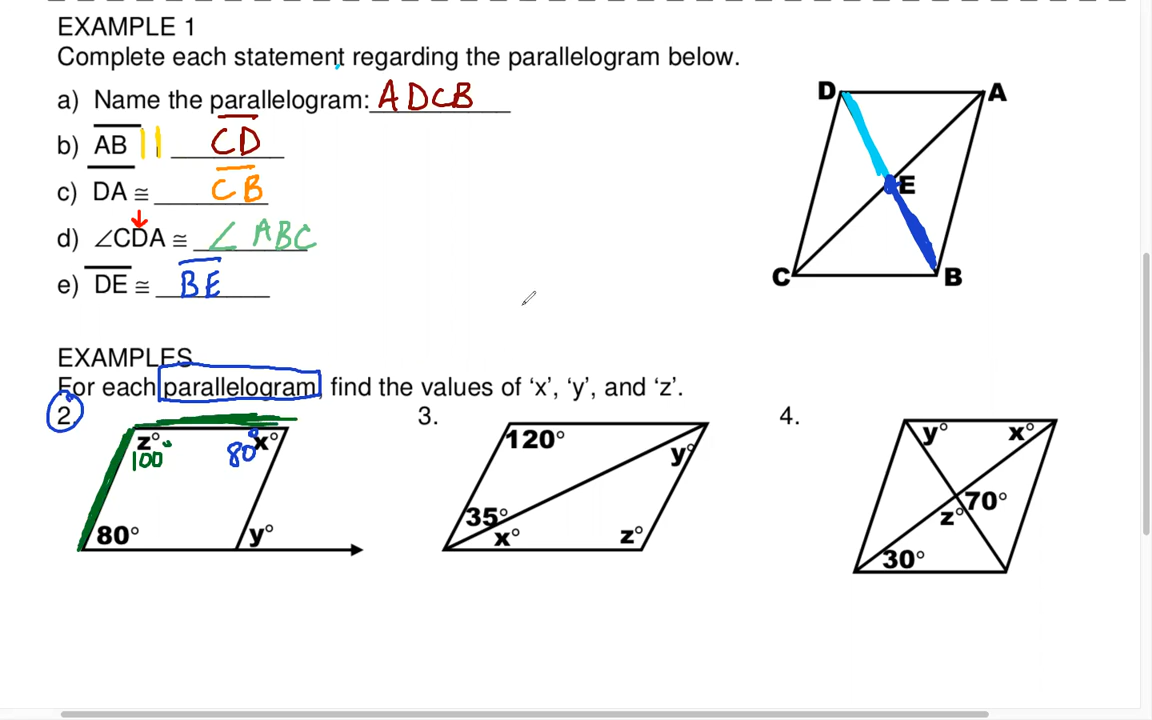 EXAMPLE 1
Complete each statement regarding the parallelogram below.
a) Name the parallelogram: ADCB
b) AB || CD
c) DA ≅ CB
d) ∠CDA ≅ ∠ABC
e) DE ≅ BE
D
A
E
C
B
EXAMPLES
For each parallelogram, find the values of ‘x’, ‘y’, and ‘z’.
2.
z° x°
100° 80°
80° y°
3.
120°
y°
35°
x° z°
4.
y° x°
70°
z°
30°